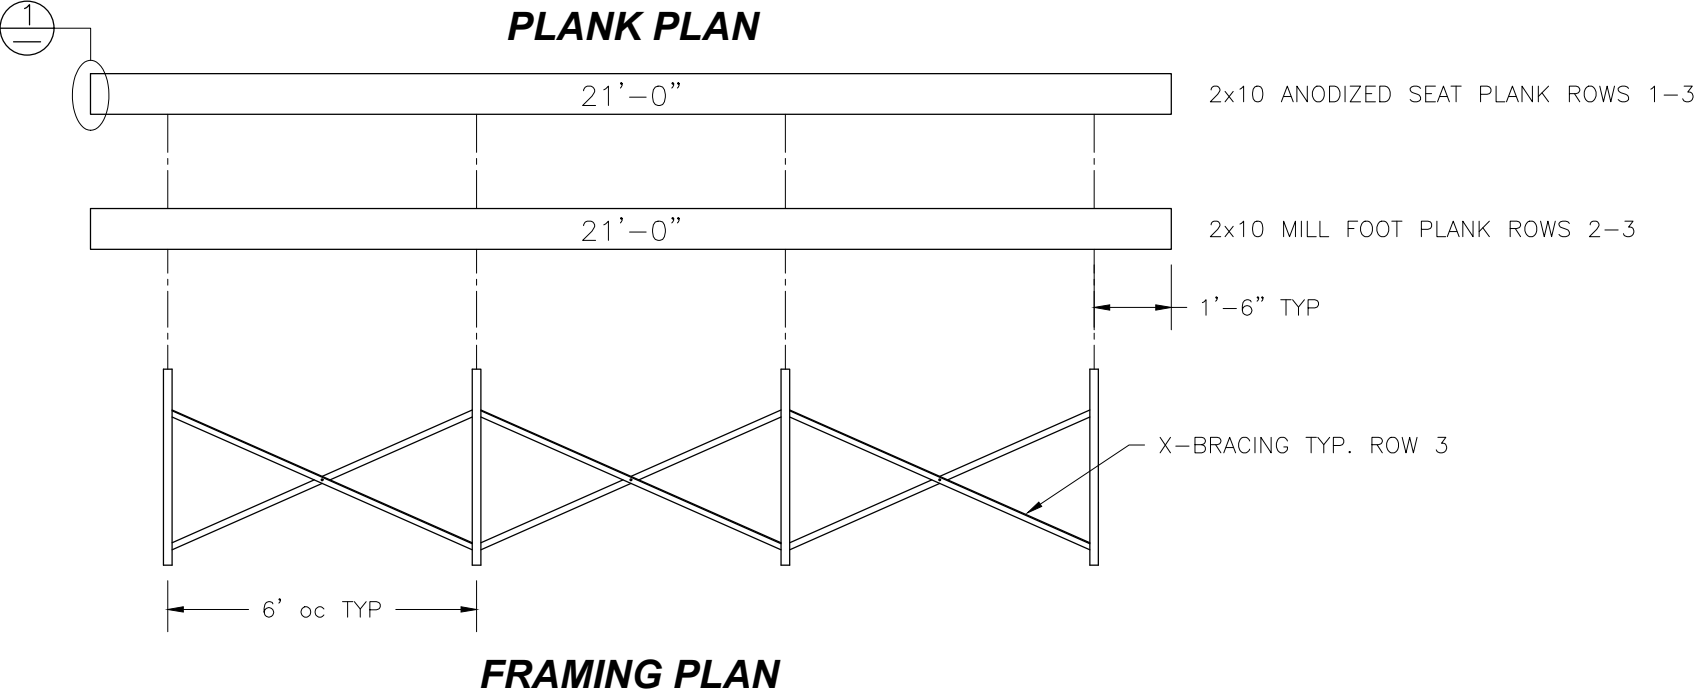 1
PLANK PLAN
21'-0"
2x10 ANODIZED SEAT PLANK ROWS 1-3
21'-0"
2x10 MILL FOOT PLANK ROWS 2-3
1'-6" TYP
X-BRACING TYP. ROW 3
6' oc TYP
FRAMING PLAN